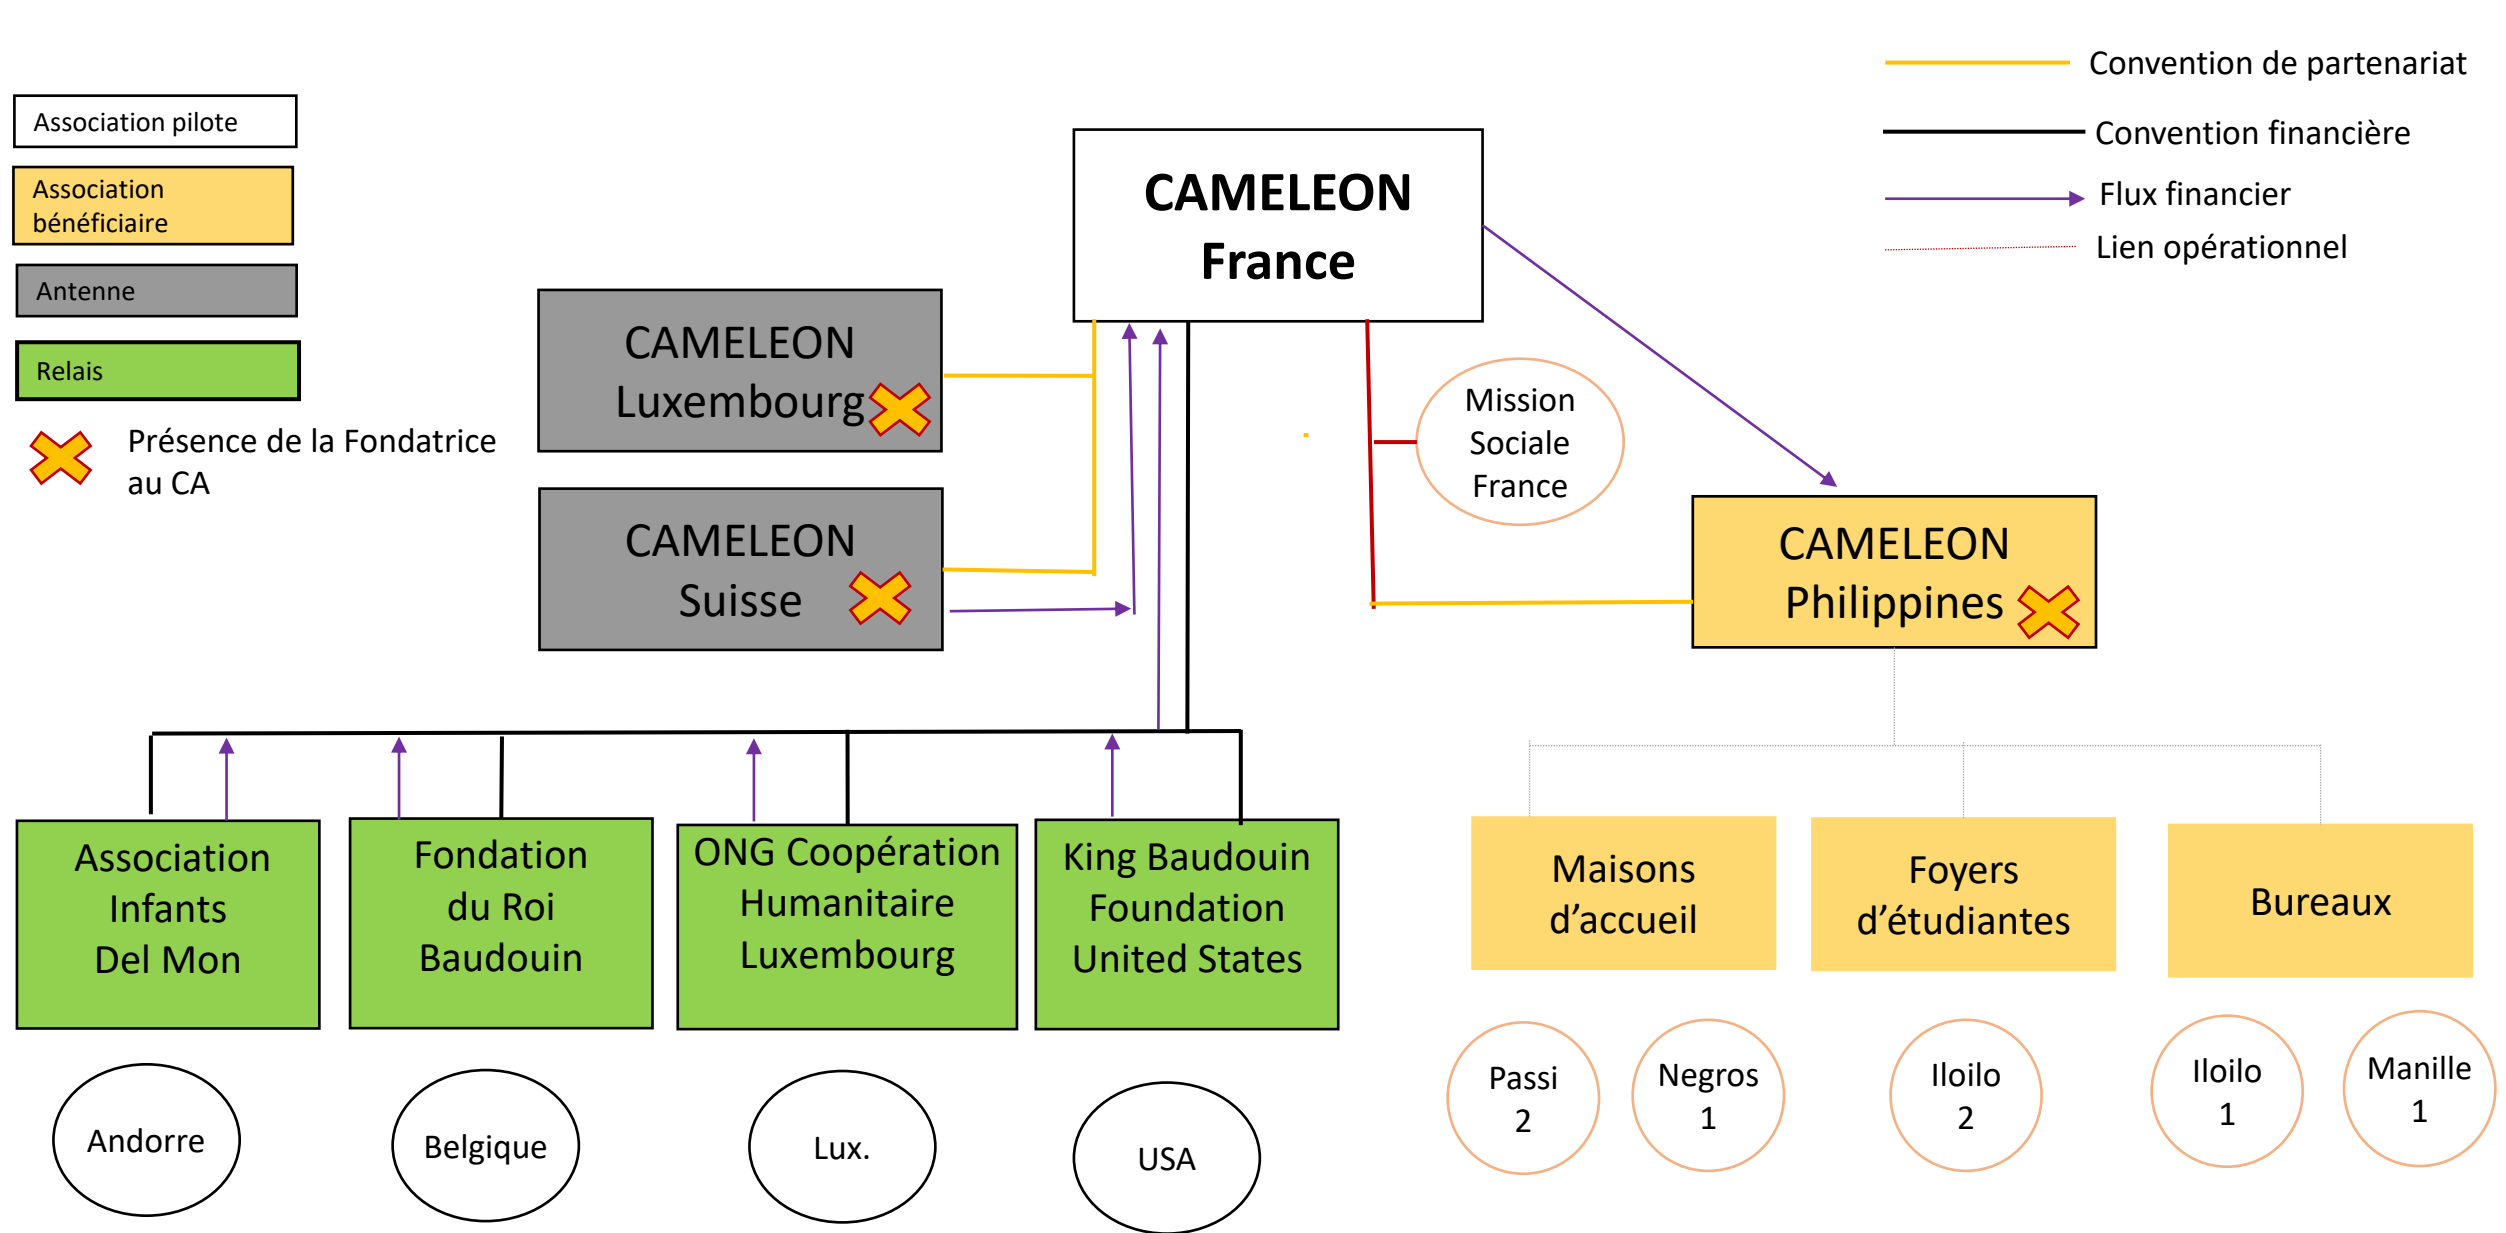 Association pilote
Association
bénéficiaire
Antenne
Relais
Présence de la Fondatrice
au CA
Convention de partenariat
Convention financière
Flux financier
Lien opérationnel
CAMELEON
France
CAMELEON
Luxembourg
CAMELEON
Suisse
Mission
Sociale
France
CAMELEON
Philippines
Association
Infants
Del Mon
Fondation
du Roi
Baudouin
ONG Coopération
Humanitaire
Luxembourg
King Baudouin
Foundation
United States
Maisons
d’accueil
Foyers
d’étudiantes
Bureaux
Andorre
Belgique
Lux.
USA
Passi
2
Negros
1
Iloilo
2
Iloilo
1
Manille
1